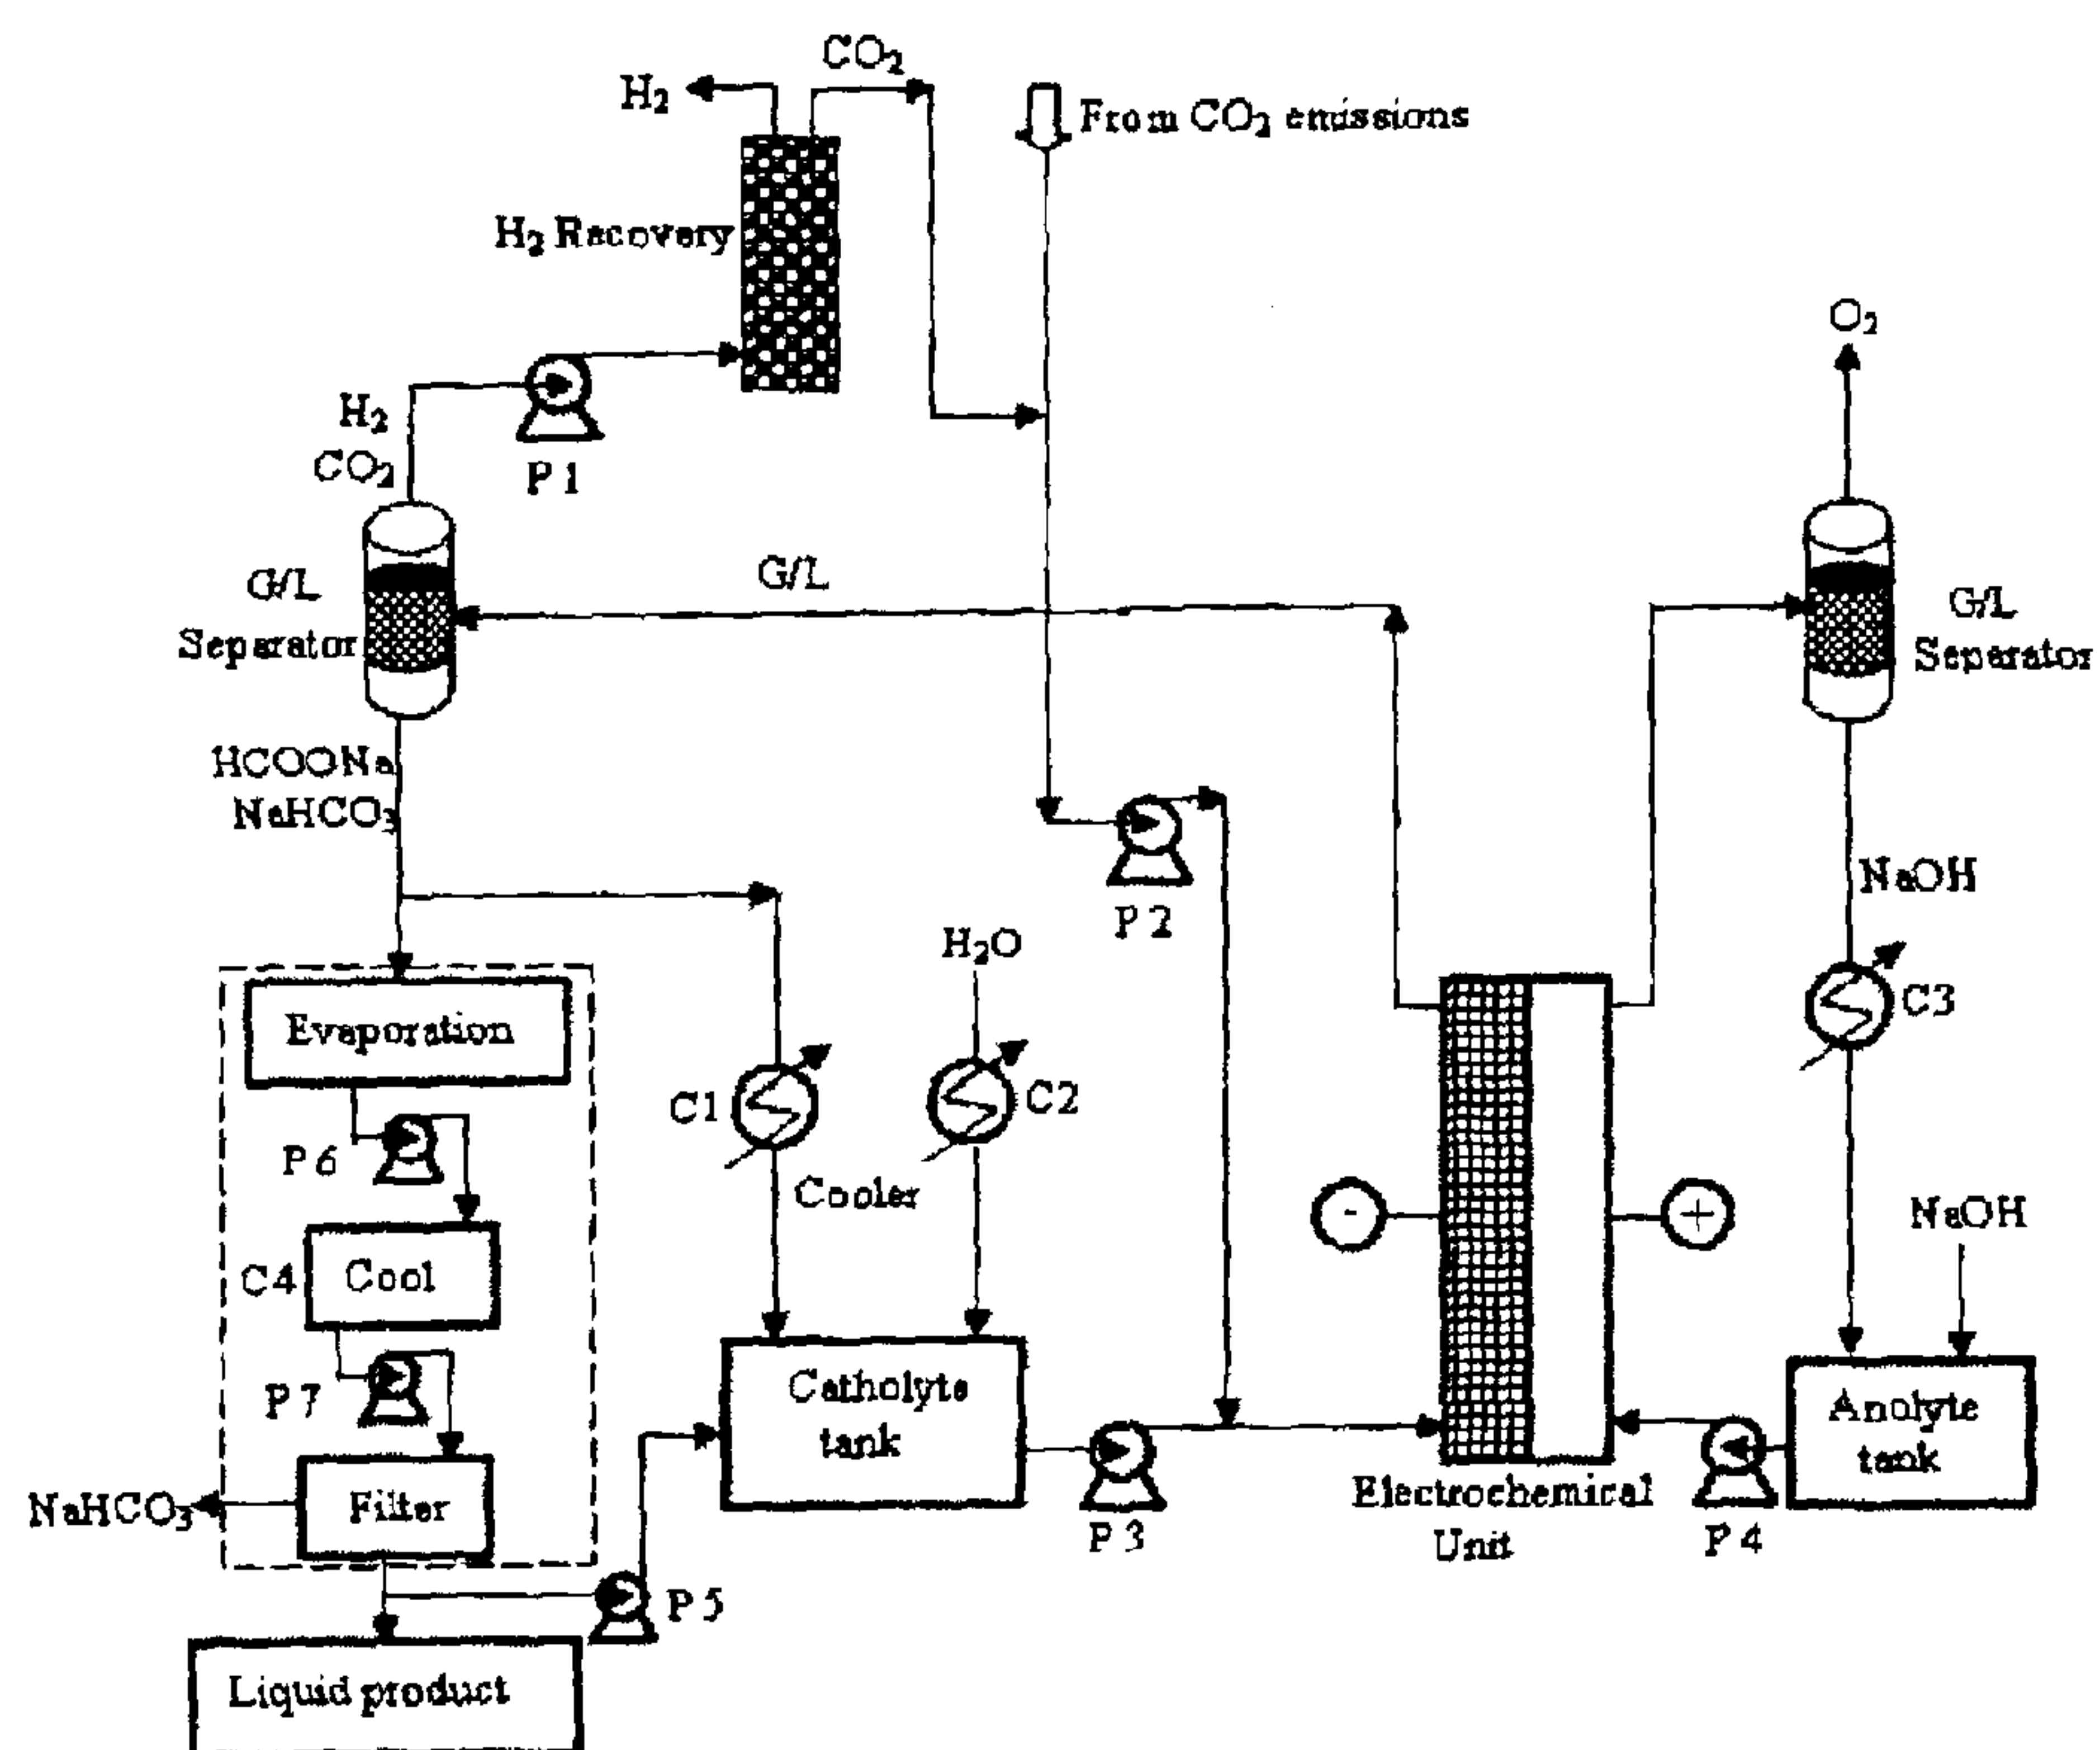 CO₂
H₂
From CO₂ emissions
H₂ Recovery
O₂
H₂
CO₂
P1
G/L
Separator
G/L
G/L
Separator
HCOONa
NaHCO₃
NaOH
P2
H₂O
C3
Evaporation
C1
C2
P6
Cooler
-
+
NaOH
C4
Cool
Catholyte
tank
Anolyte
tank
P7
NaHCO₃
Filter
Electrochemical
Unit
P3
P4
P5
Liquid product